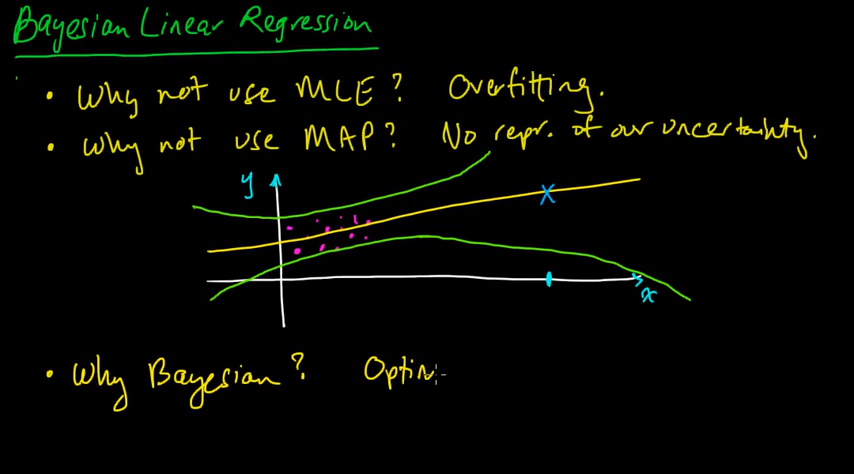 Bayesian Linear Regression
• Why not use MLE? Overfitting.
• Why not use MAP? No repr. of our uncertainty.
y
x
• Why Bayesian? Optim